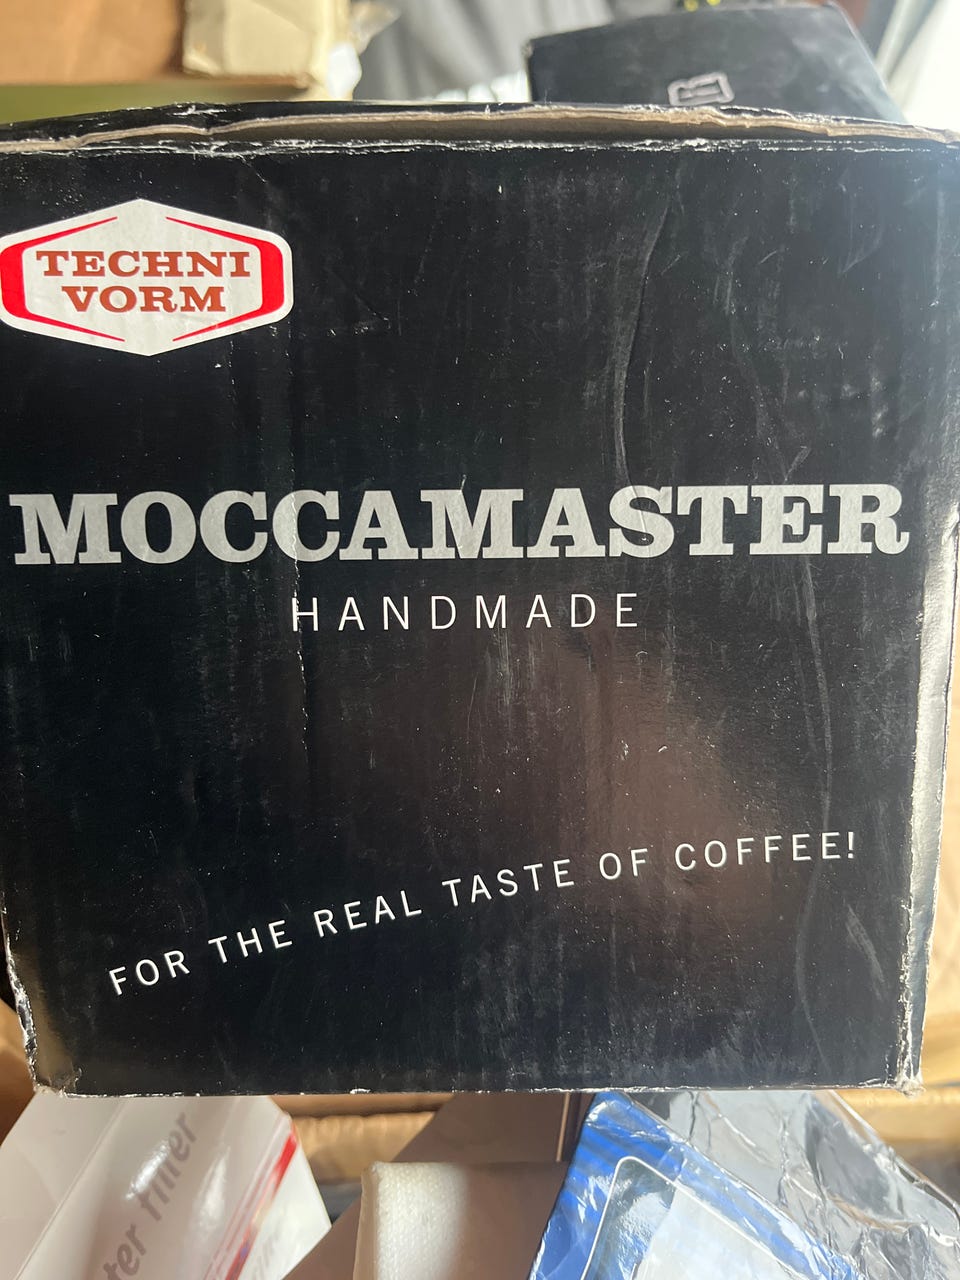 TECHNI
VORM
MOCCAMASTER
HANDMADE
FOR THE REAL TASTE OF COFFEE!